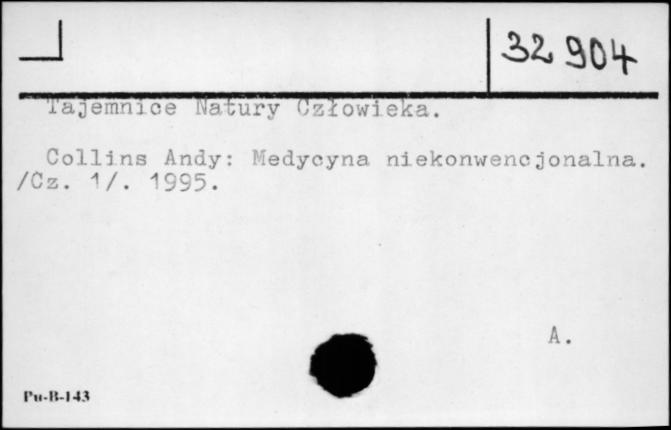 32 904
Tajemnice Natury Człowieka.
Collins Andy: Medycyna niekonwencjonalna.
/Cz. 1/. 1995.
A.
Pu-B-143